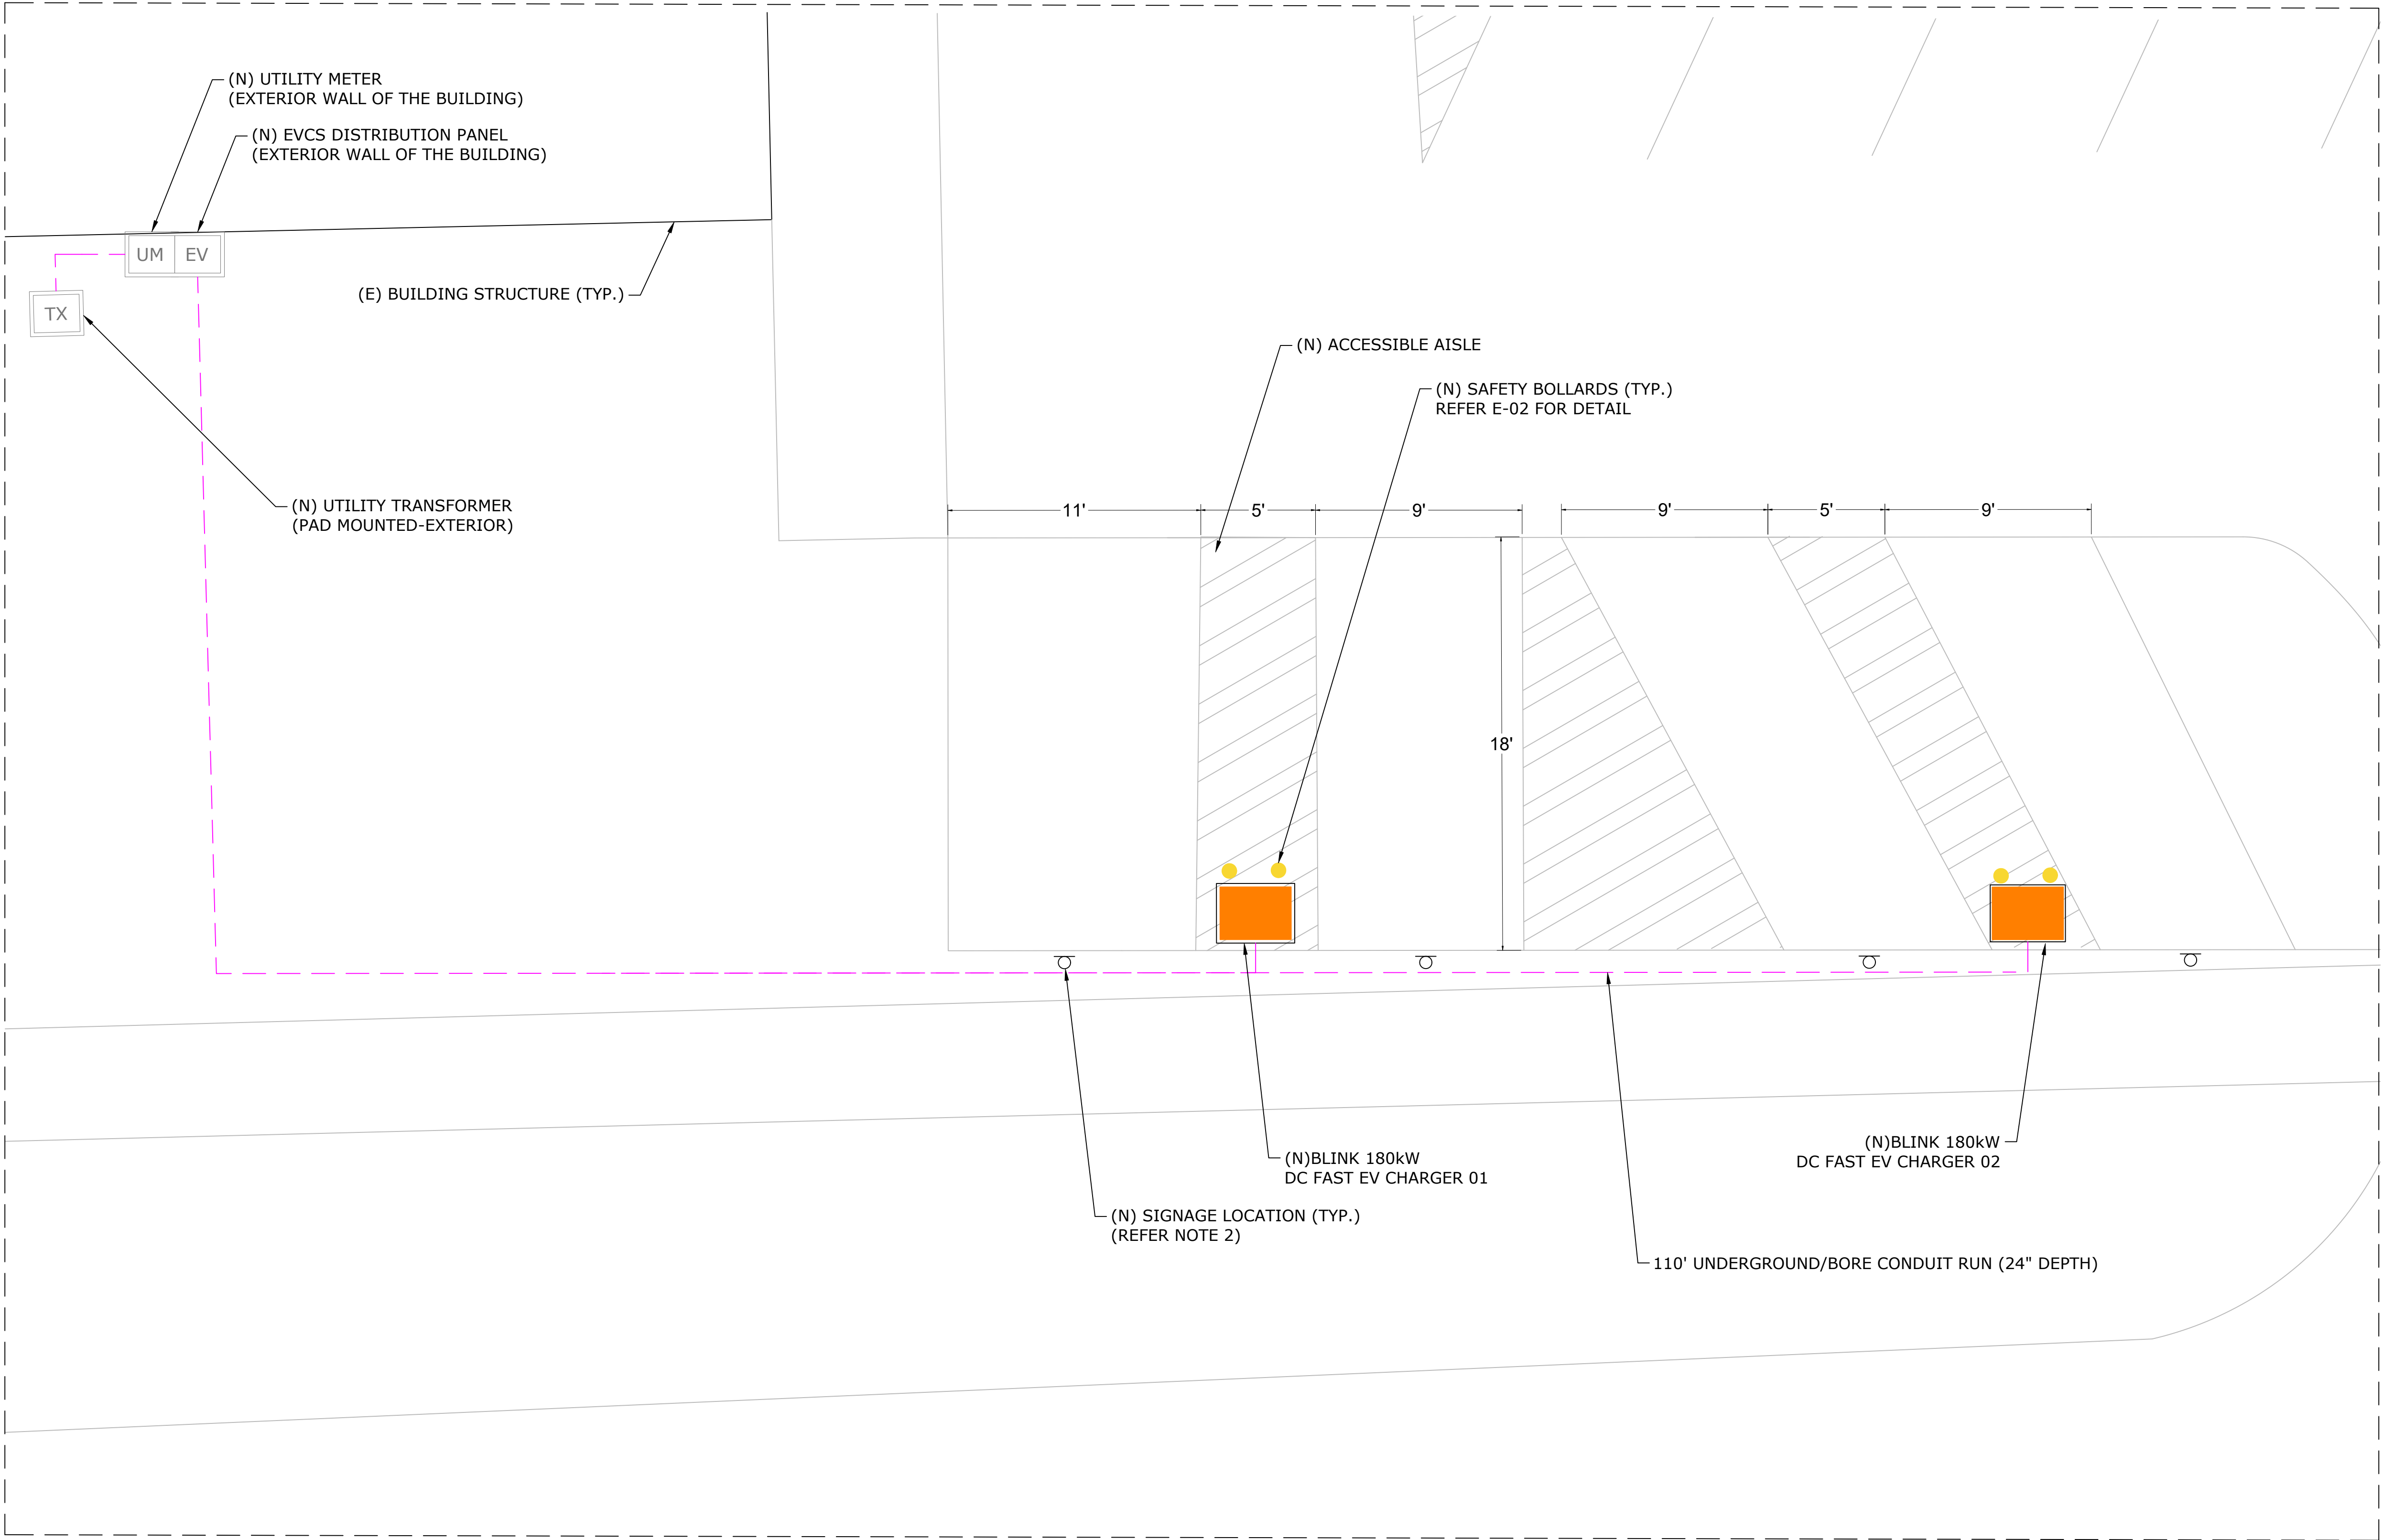 (N) UTILITY METER
(EXTERIOR WALL OF THE BUILDING)
(N) EVCS DISTRIBUTION PANEL
(EXTERIOR WALL OF THE BUILDING)
UM
EV
TX
(E) BUILDING STRUCTURE (TYP.)
(N) ACCESSIBLE AISLE
(N) SAFETY BOLLARDS (TYP.)
REFER E-02 FOR DETAIL
(N) UTILITY TRANSFORMER
(PAD MOUNTED-EXTERIOR)
11'
5'
9'
9'
5'
9'
18'
(N)BLINK 180kW
DC FAST EV CHARGER 01
(N)BLINK 180kW
DC FAST EV CHARGER 02
(N) SIGNAGE LOCATION (TYP.)
(REFER NOTE 2)
110' UNDERGROUND/BORE CONDUIT RUN (24" DEPTH)